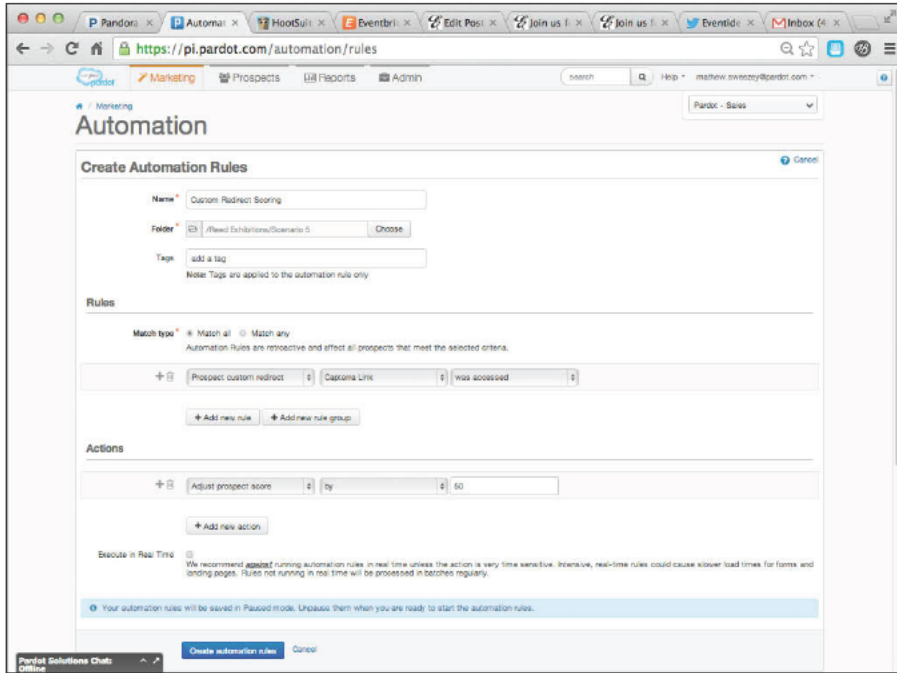 P Pandora ×
Automat ×
HootSuit ×
Eventbri ×
Edit Post ×
Join us f ×
Join us f ×
Eventide ×
Inbox (4 ×
https://pi.pardot.com/automation/rules
pardot
Marketing
Prospects
Reports
Admin
search
Help
mathew.sweezey@pardot.com
/ Marketing
Pardot - Sales
Automation
Create Automation Rules
Cancel
Name *
Custom Redirect Scoring
Folder *
/Reed Exhibitions/Scenario 5
Choose
Tags
add a tag
Note: Tags are applied to the automation rule only
Rules
Match type * Match all Match any
Automation Rules are retroactive and effect all prospects that meet the selected criteria.
Prospect custom redirect
Capterra Link
was accessed
+ Add new rule
+ Add new rule group
Actions
Adjust prospect score
by
50
+ Add new action
Execute in Real Time
We recommend against running automation rules in real time unless the action is very time sensitive. Intensive, real-time rules could cause slower load times for forms and
landing pages. Rules not running in real time will be processed in batches regularly.
Your automation rules will be saved in Paused mode. Unpause them when you are ready to start the automation rules.
Create automation rules
Cancel
Pardot Solutions Chat:
Offline